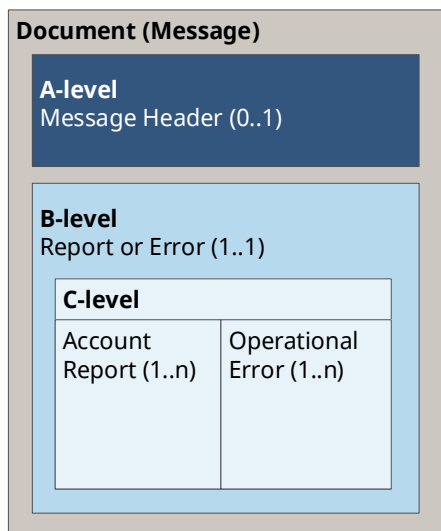 Document (Message)
A-level
Message Header (0..1)
B-level
Report or Error (1..1)
C-level
Account
Report (1..n)
Operational
Error (1..n)